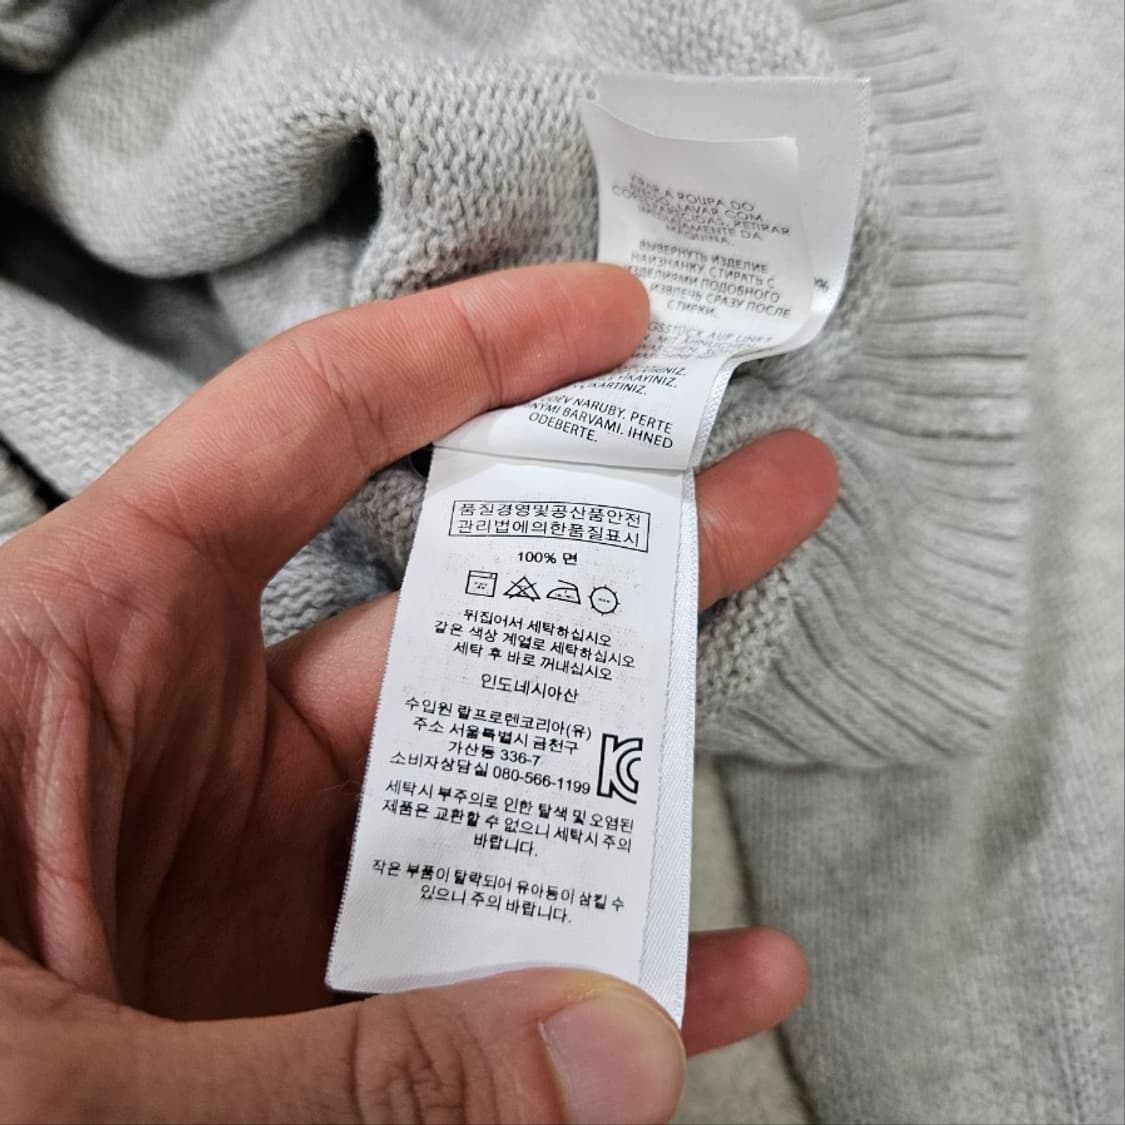 VIRAR A ROUPA DO
AVESSO. LAVAR COM
RETIRAR
DA
MÁQUINA.
ВЫВЕРНУТЬ ИЗДЕЛИЕ
НАИЗНАНКУ. СТИРАТЬ С
ИЗДЕЛИЯМИ ПОДОБНОГО
ИЗВЛЕЧЬ СРАЗУ ПОСЛЕ
СТИРКИ.
AUF LINKS
YIKAYINIZ.
NARUBY. PERTE
BARVAMI. IHNED
ODEBERTE.
품질경영및공산품안전
관리법에의한품질표시
100% 면
뒤집어서 세탁하십시오
같은 색상 계열로 세탁하십시오
세탁 후 바로 꺼내십시오
인도네시아산
수입원 랄프로렌코리아(유)
주소 서울특별시 금천구
가산동 336-7
소비자상담실 080-566-1199
세탁시 부주의로 인한 탈색 및 오염된
제품은 교환할 수 없으니 세탁시 주의
바랍니다.
작은 부품이 탈락되어 유아등이 삼킬 수
있으니 주의 바랍니다.